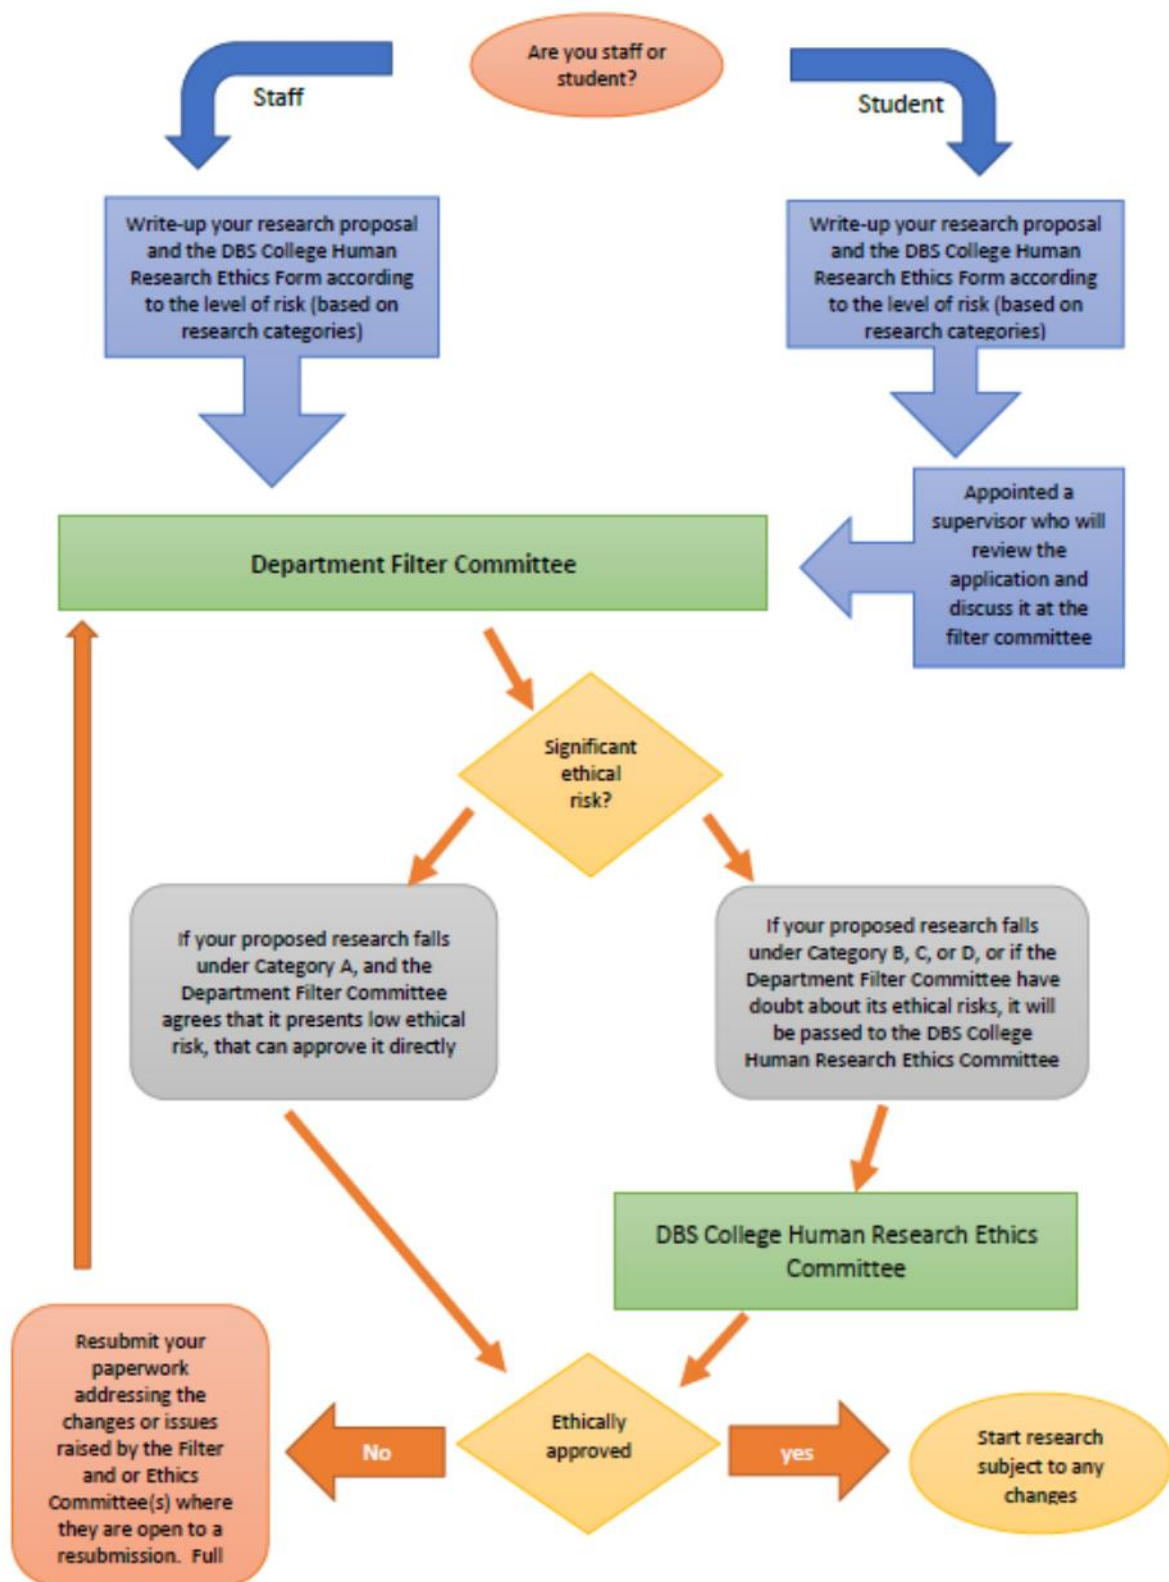 Are you staff or
student?
Staff
Student
Write-up your research proposal
and the DBS College Human
Research Ethics Form according
to the level of risk (based on
research categories)
Write-up your research proposal
and the DBS College Human
Research Ethics Form according
to the level of risk (based on
research categories)
Appointed a
supervisor who will
review the
application and
discuss it at the
filter committee
Department Filter Committee
Significant
ethical
risk?
If your proposed research falls
under Category A, and the
Department Filter Committee
agrees that it presents low ethical
risk, that can approve it directly
If your proposed research falls
under Category B, C, or D, or if the
Department Filter Committee have
doubt about its ethical risks, it will
be passed to the DBS College
Human Research Ethics Committee
DBS College Human Research Ethics
Committee
Resubmit your
paperwork
addressing the
changes or issues
raised by the Filter
and or Ethics
Committee(s) where
they are open to a
resubmission. Full
No
Ethically
approved
yes
Start research
subject to any
changes